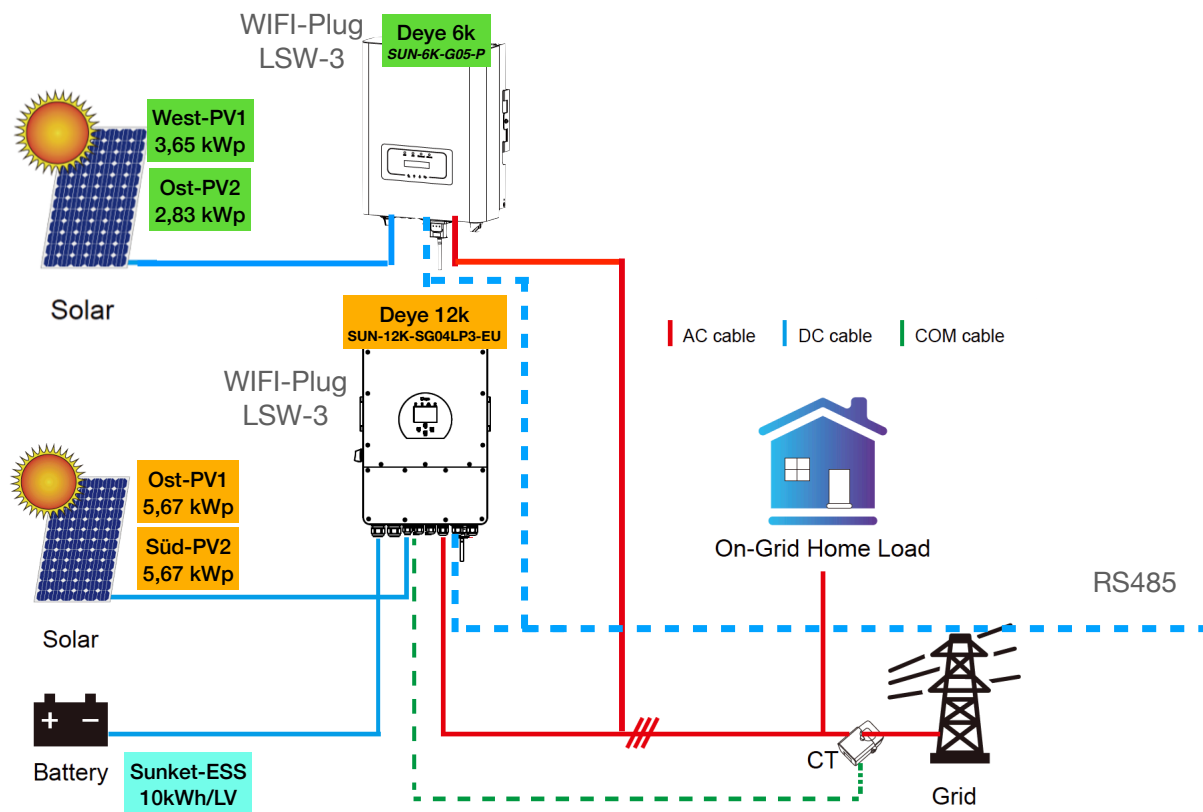 WIFI-Plug
LSW-3
Deye 6k
SUN-6K-G05-P
West-PV1
3,65 kWp
Ost-PV2
2,83 kWp
Solar
Deye 12k
SUN-12K-SG04LP3-EU
AC cable
DC cable
COM cable
WIFI-Plug
LSW-3
Ost-PV1
5,67 kWp
Süd-PV2
5,67 kWp
On-Grid Home Load
RS485
Solar
Battery
Sunket-ESS
10kWh/LV
CT
Grid